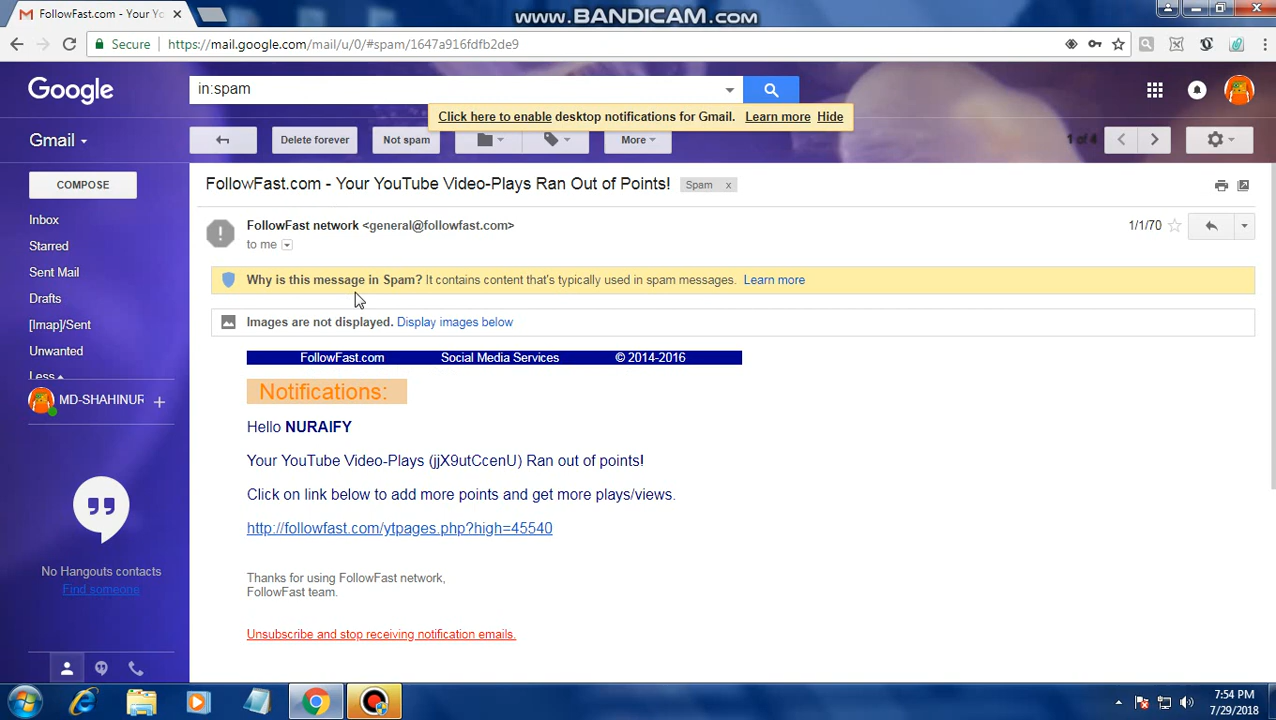 FollowFast.com - Your Yo
www.BANDICAM.com
Secure
https://mail.google.com/mail/u/0/#spam/1647a916fdfb2de9
Google
in:spam
Click here to enable desktop notifications for Gmail. Learn more Hide
Gmail
Delete forever
Not spam
More
1 of 4
COMPOSE
FollowFast.com - Your YouTube Video-Plays Ran Out of Points!
Spam x
Inbox
FollowFast network <general@followfast.com>
1/1/70
to me
Starred
Sent Mail
Why is this message in Spam? It contains content that's typically used in spam messages. Learn more
Drafts
[Imap]/Sent
Images are not displayed. Display images below
Unwanted
Less
FollowFast.com Social Media Services © 2014-2016
Notifications:
MD-SHAHINUR
Hello NURAIFY
Your YouTube Video-Plays (jjX9utCcenU) Ran out of points!
Click on link below to add more points and get more plays/views.
http://followfast.com/ytpages.php?high=45540
No Hangouts contacts
Find someone
Thanks for using FollowFast network,
FollowFast team.
Unsubscribe and stop receiving notification emails.
7:54 PM
7/29/2018